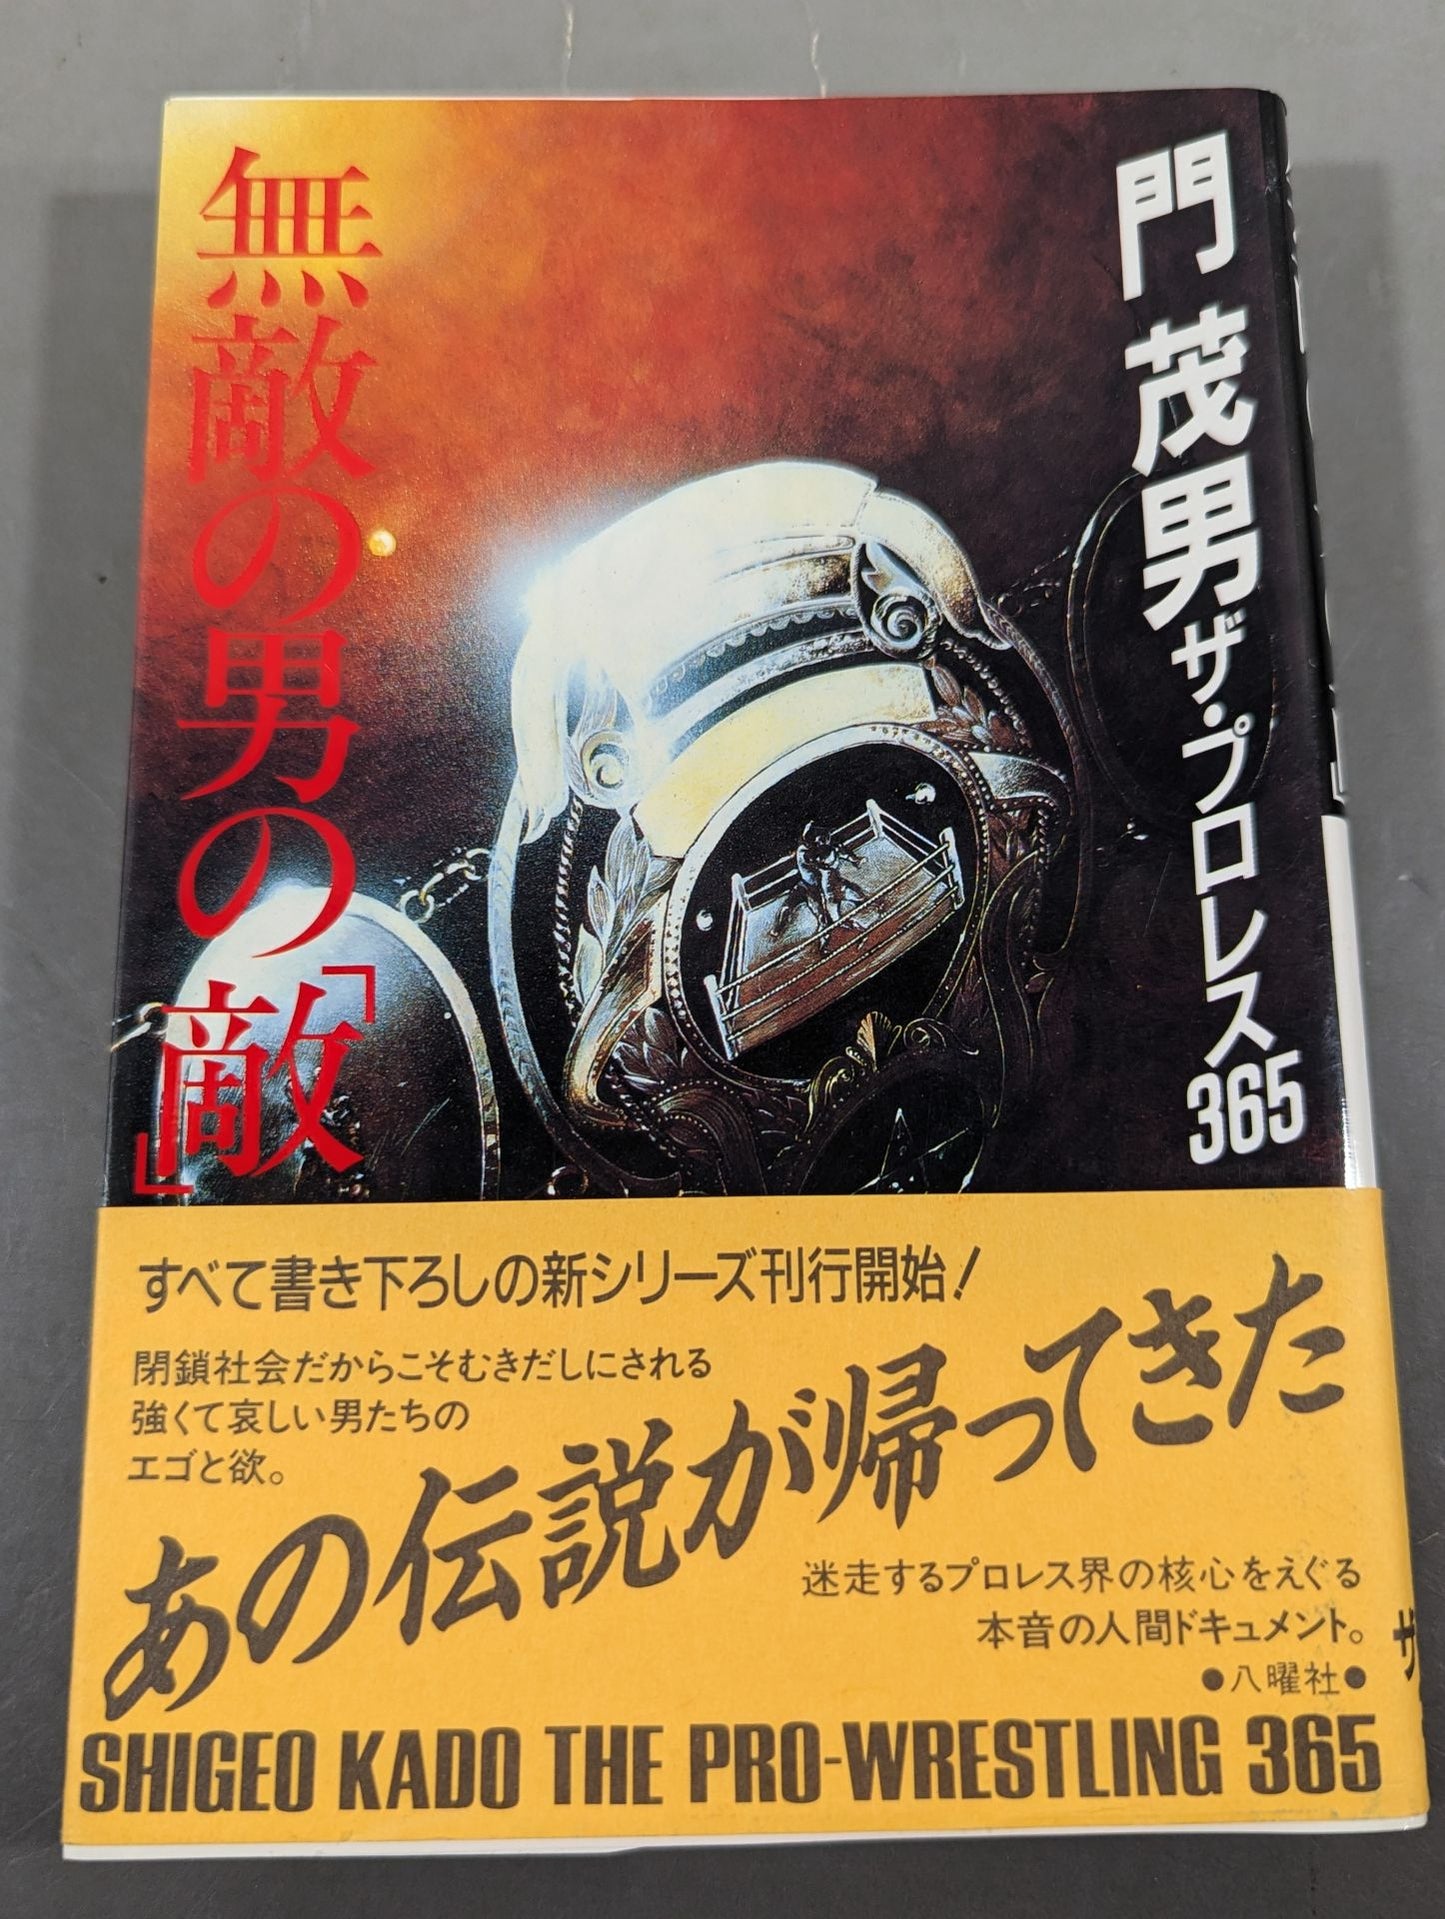 門 茂男 ザ・プロレス365
無敵の男の「敵」
すべて書き下ろしの新シリーズ刊行開始!
閉鎖社会だからこそむきだしにされる
強くて哀しい男たちの
エゴと欲。
あの伝説が帰ってきた
迷走するプロレス界の核心をえぐる
本音の人間ドキュメント。
●八曜社●
SHIGEO KADO THE PRO-WRESTLING 365
ザ